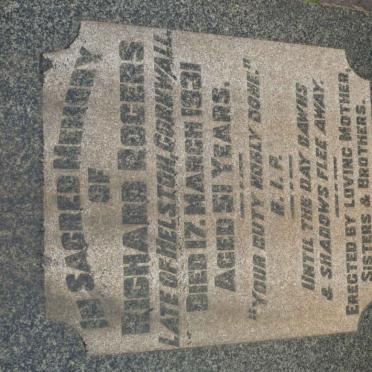 IN SACRED MEMORY
OF
RICHARD ROGERS
LATE OF HELSTON, CORNWALL.
DIED 17. MARCH 1931
AGED 51 YEARS.
"YOUR DUTY NOBLY DONE."
R.I.P.
UNTIL THE DAY DAWNS
& SHADOWS FLEE AWAY.
ERECTED BY LOVING MOTHER,
SISTERS & BROTHERS.